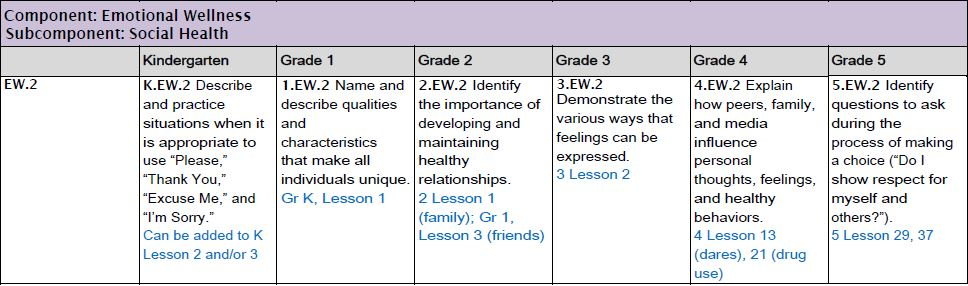 Component: Emotional Wellness
Subcomponent: Social Health
Kindergarten
Grade 1
Grade 2
Grade 3
Grade 4
Grade 5
EW.2
K.EW.2 Describe
and practice
situations when it
is appropriate to
use “Please,”
“Thank You,”
“Excuse Me,” and
“I’m Sorry.”
Can be added to K
Lesson 2 and/or 3
1.EW.2 Name and
describe qualities
and
characteristics
that make all
individuals unique.
Gr K, Lesson 1
2.EW.2 Identify
the importance of
developing and
maintaining
healthy
relationships.
2 Lesson 1
(family); Gr 1,
Lesson 3 (friends)
3.EW.2
Demonstrate the
various ways that
feelings can be
expressed.
3 Lesson 2
4.EW.2 Explain
how peers, family,
and media
influence
personal
thoughts, feelings,
and healthy
behaviors.
4 Lesson 13
(dares), 21 (drug
use)
5.EW.2 Identify
questions to ask
during the
process of making
a choice (“Do I
show respect for
myself and
others?”).
5 Lesson 29, 37